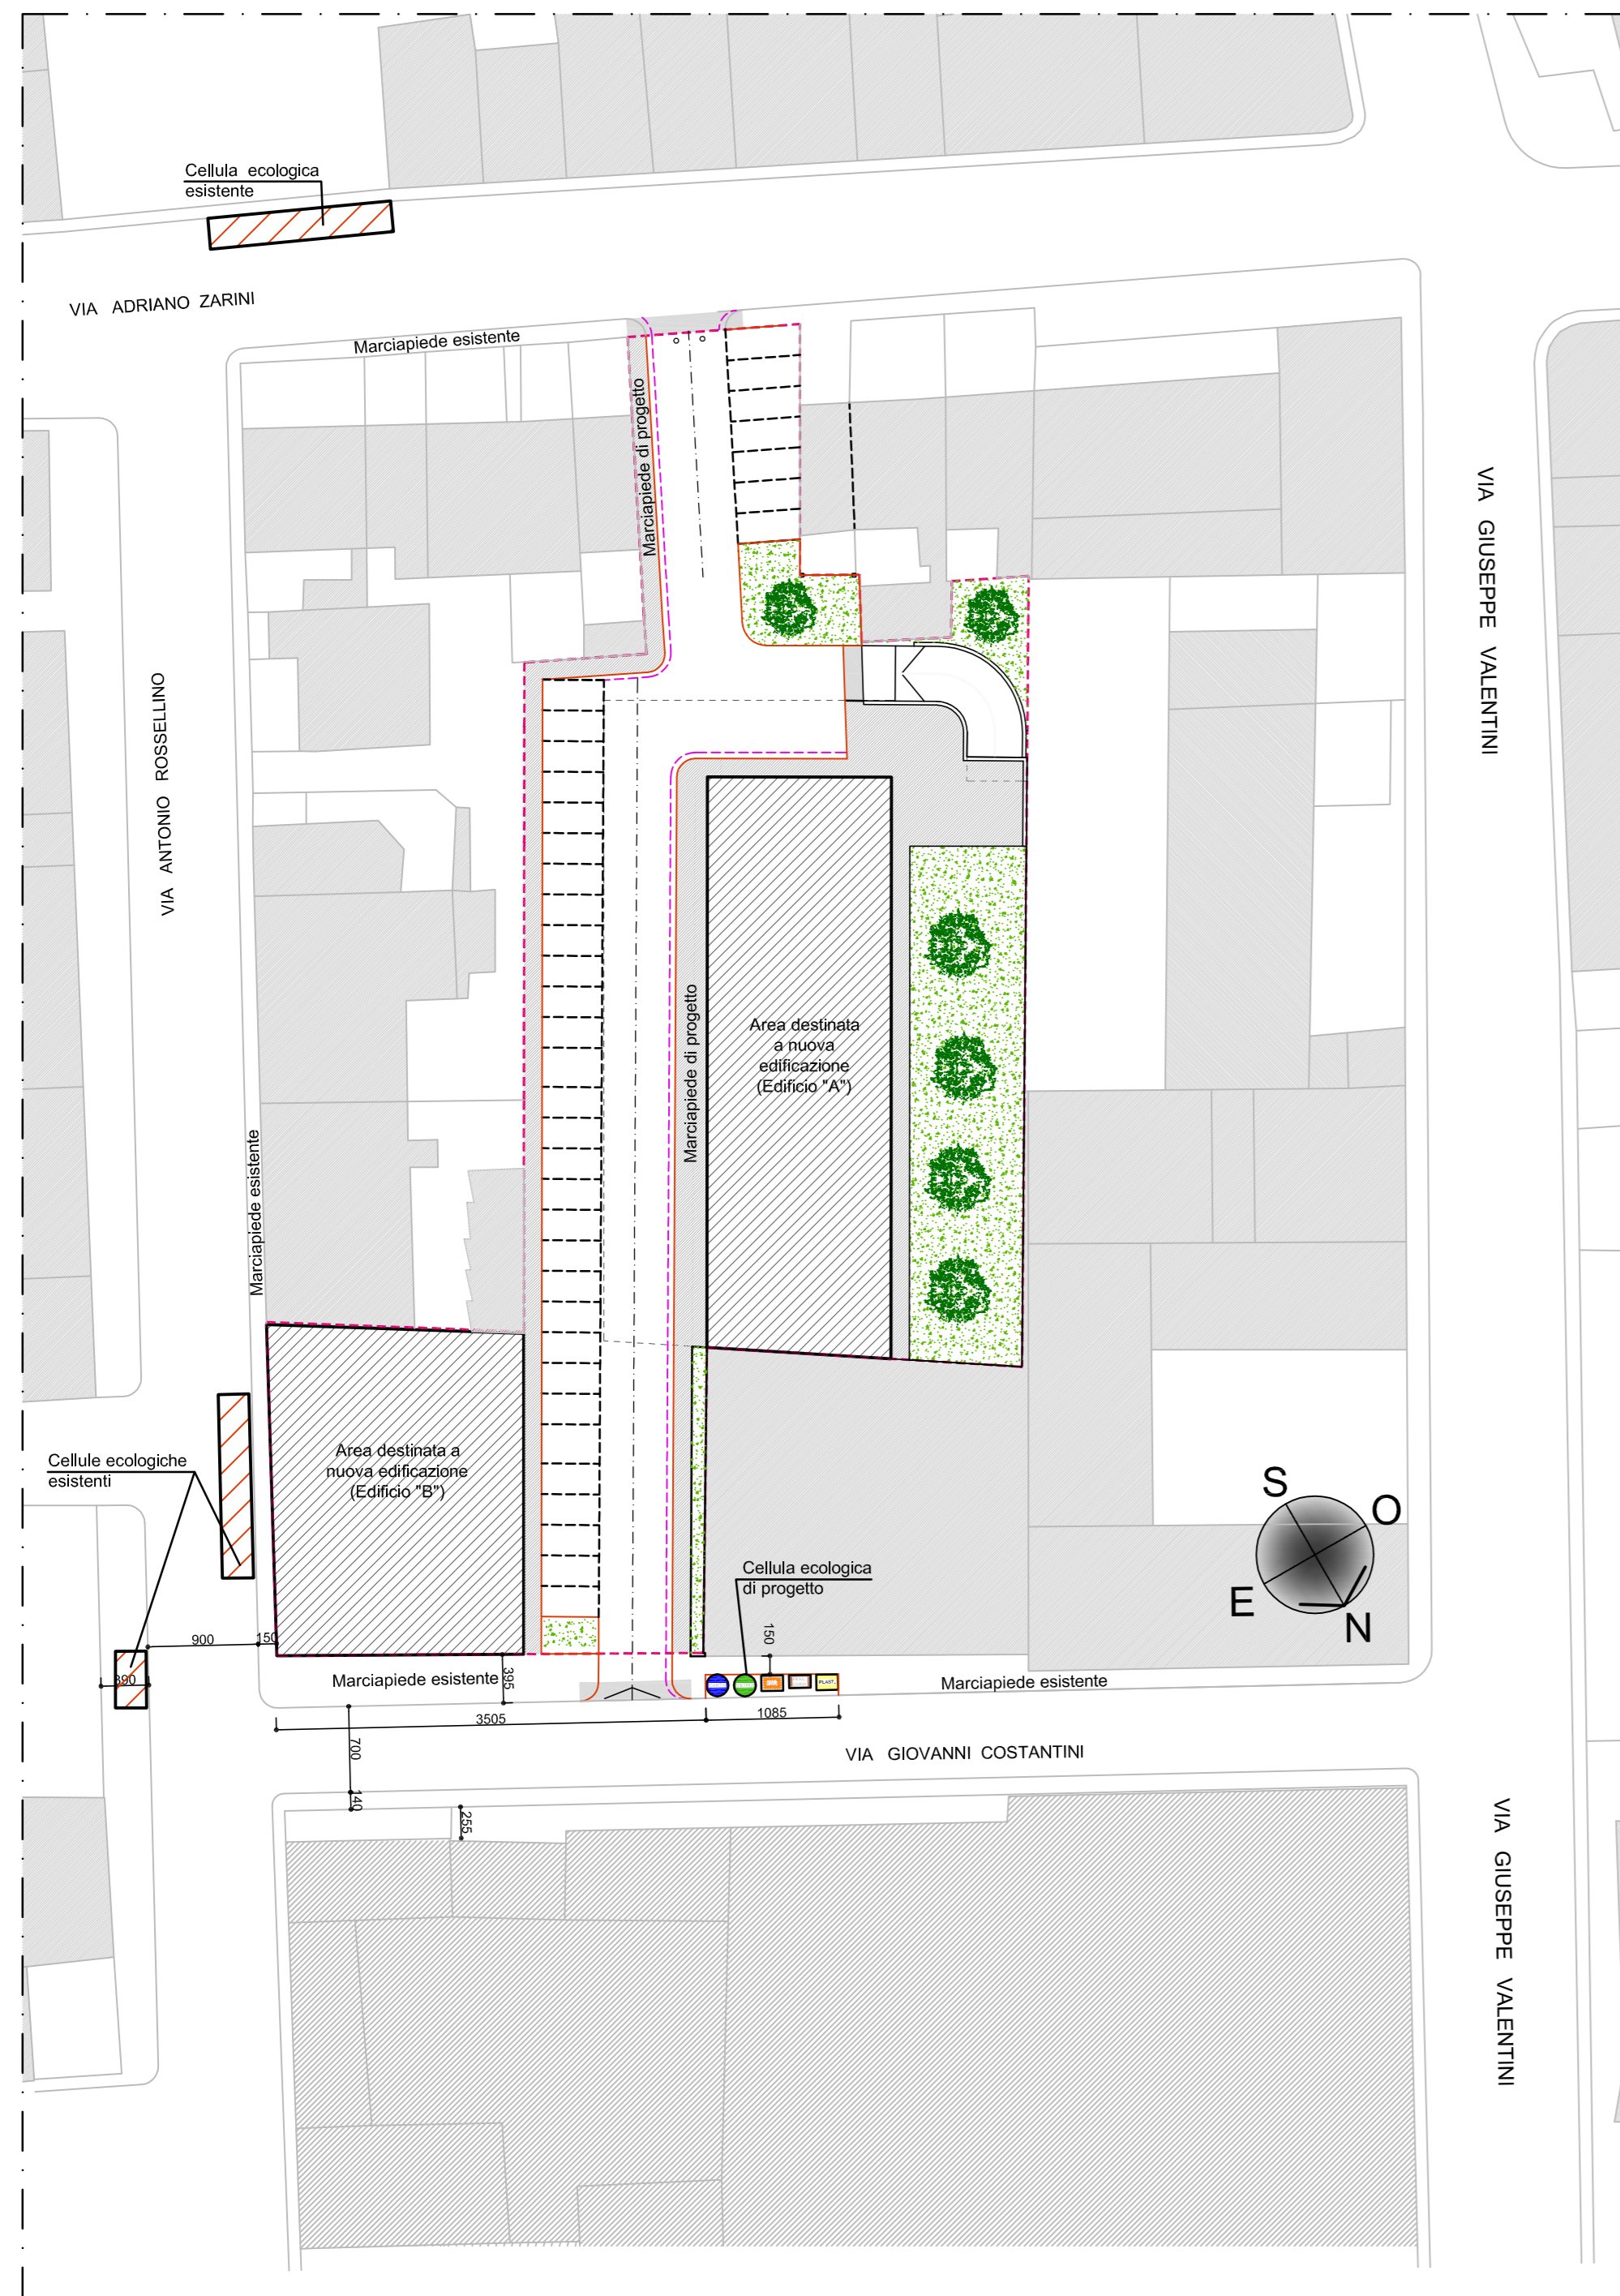 Cellula ecologica
esistente
VIA ADRIANO ZARINI
Marciapiede esistente
Marciapiede di progetto
VIA GIUSEPPE VALENTINI
VIA ANTONIO ROSSELLINO
Marciapiede di progetto
Area destinata
a nuova
edificazione
(Edificio "A")
Marciapiede esistente
Area destinata a
nuova edificazione
(Edificio "B")
Cellule ecologiche
esistenti
S
O
E
N
Cellula ecologica
di progetto
150
900
150
390
Marciapiede esistente
395
PLAST.
Marciapiede esistente
3505
1085
700
VIA GIOVANNI COSTANTINI
140
255
VIA GIUSEPPE VALENTINI